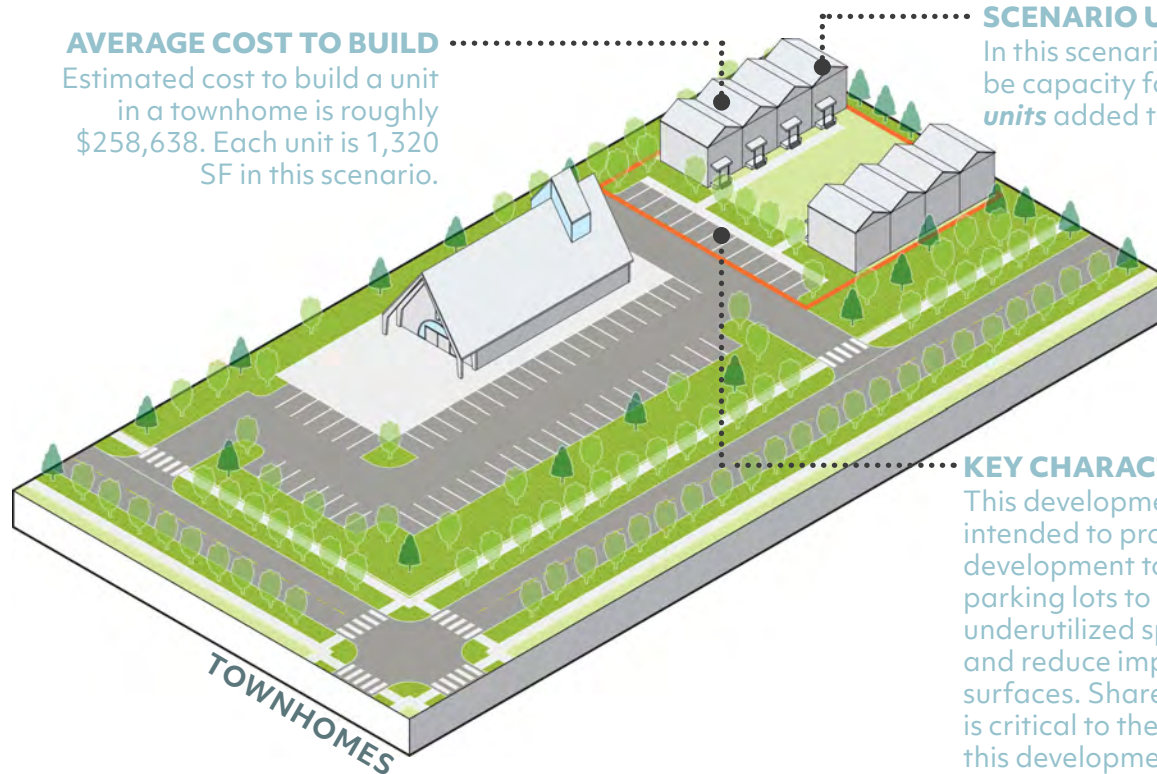 AVERAGE COST TO BUILD
Estimated cost to build a unit
in a townhome is roughly
$258,638. Each unit is 1,320
SF in this scenario.
SCENARIO U
In this scenari
be capacity fo
units added t
KEY CHARAC
This developme
intended to pro
development to
parking lots to
underutilized sp
and reduce imp
surfaces. Share
is critical to the
this developme
TOWNHOMES